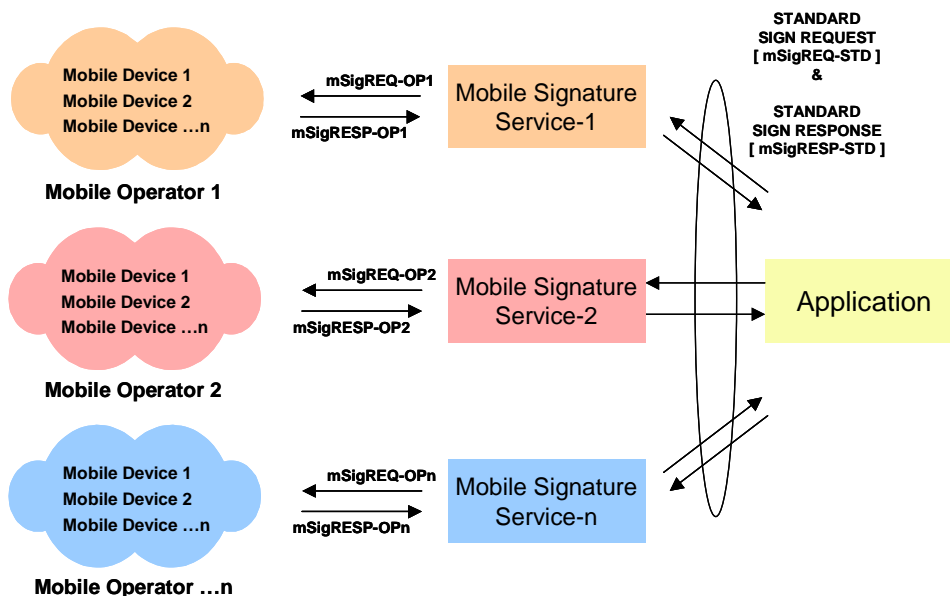 STANDARD
SIGN REQUEST
[ mSigREQ-STD ]
&
STANDARD
SIGN RESPONSE
[ mSigRESP-STD ]
Mobile Device 1
Mobile Device 2
Mobile Device …n
Mobile Operator 1
mSigREQ-OP1
mSigRESP-OP1
Mobile Signature
Service-1
Mobile Device 1
Mobile Device 2
Mobile Device …n
Mobile Operator 2
mSigREQ-OP2
mSigRESP-OP2
Mobile Signature
Service-2
Application
Mobile Device 1
Mobile Device 2
Mobile Device …n
Mobile Operator …n
mSigREQ-OPn
mSigRESP-OPn
Mobile Signature
Service-n